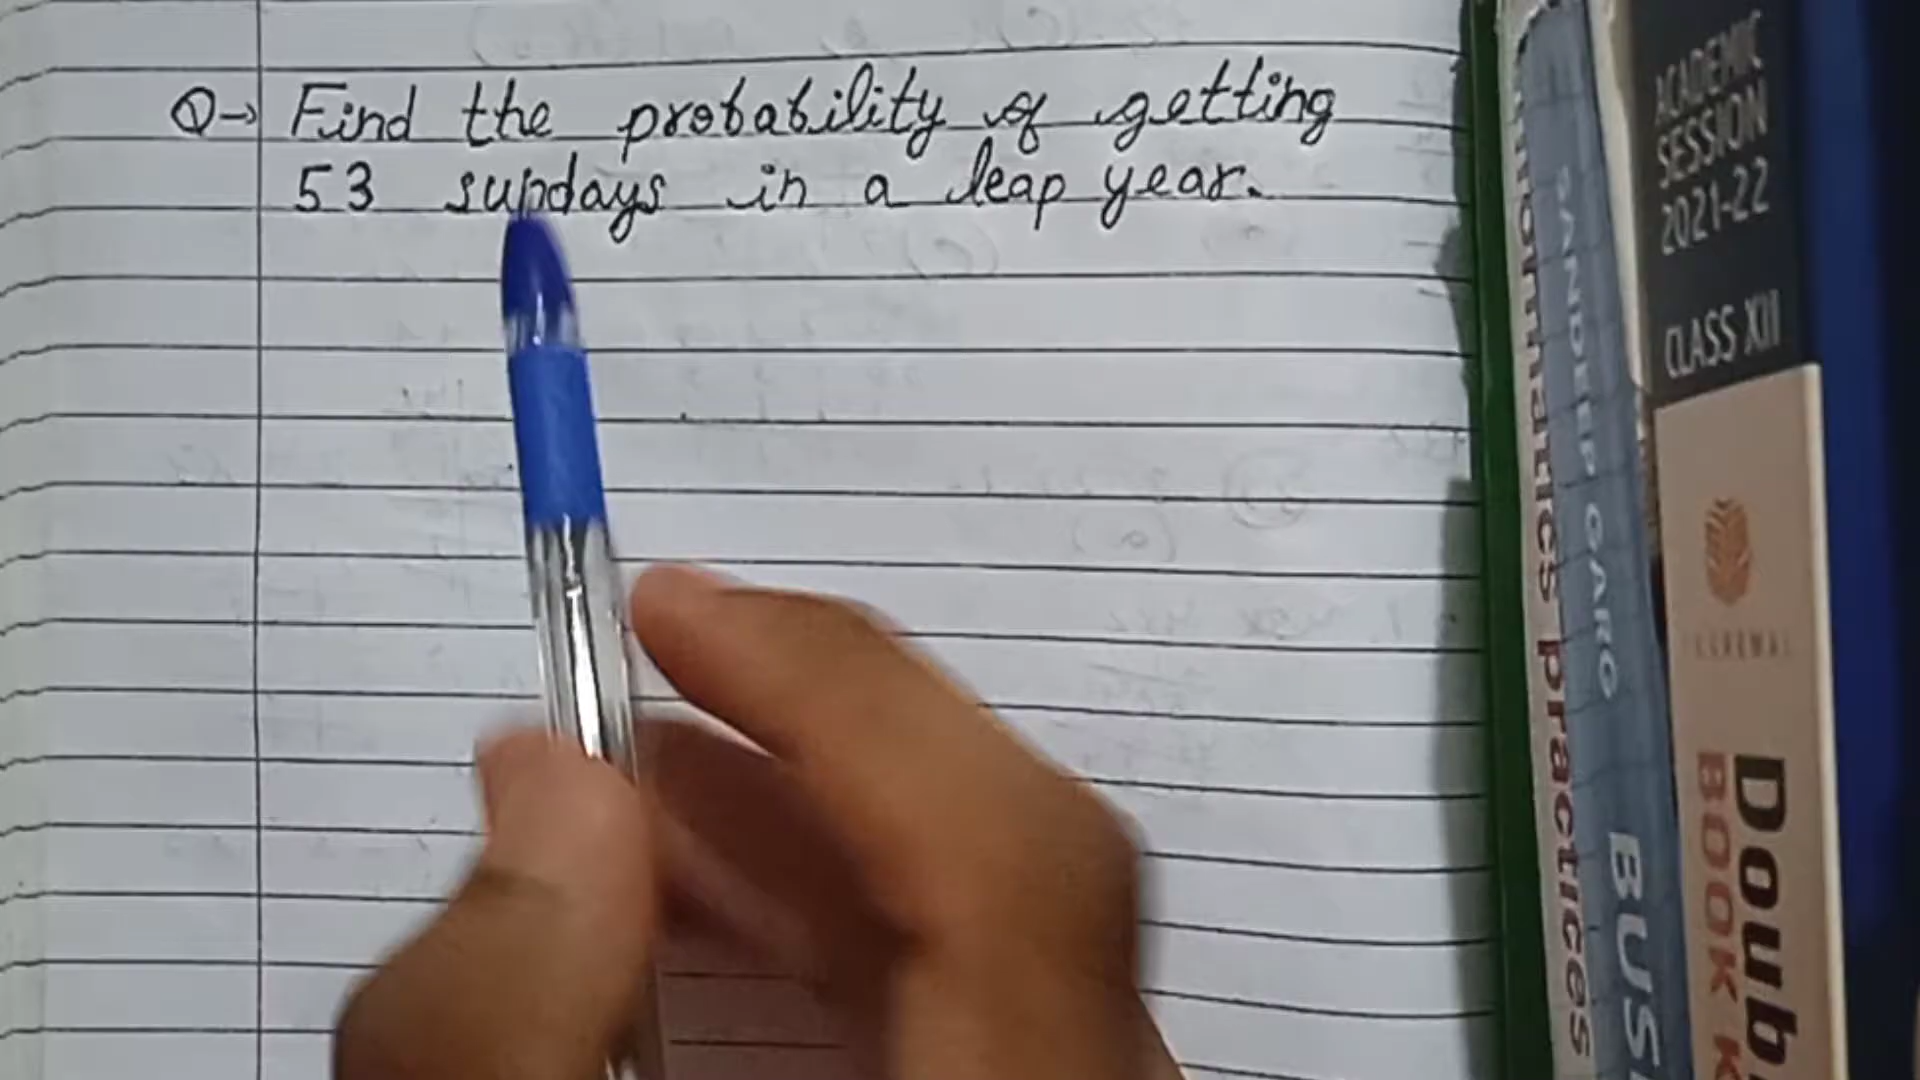 Q→ Find the probability of getting
53 sundays in a leap year.
ACADEMIC
SESSION
2021-22
CLASS XII
SANDEEP GARG
practices
BUS
Doub
BOOK K